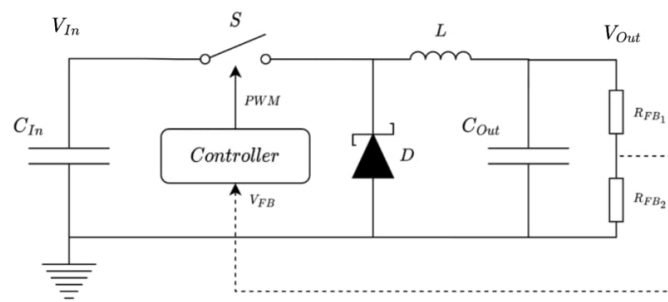 V_In
S
L
V_Out
PWM
C_In
Controller
D
C_Out
R_FB1
V_FB
R_FB2